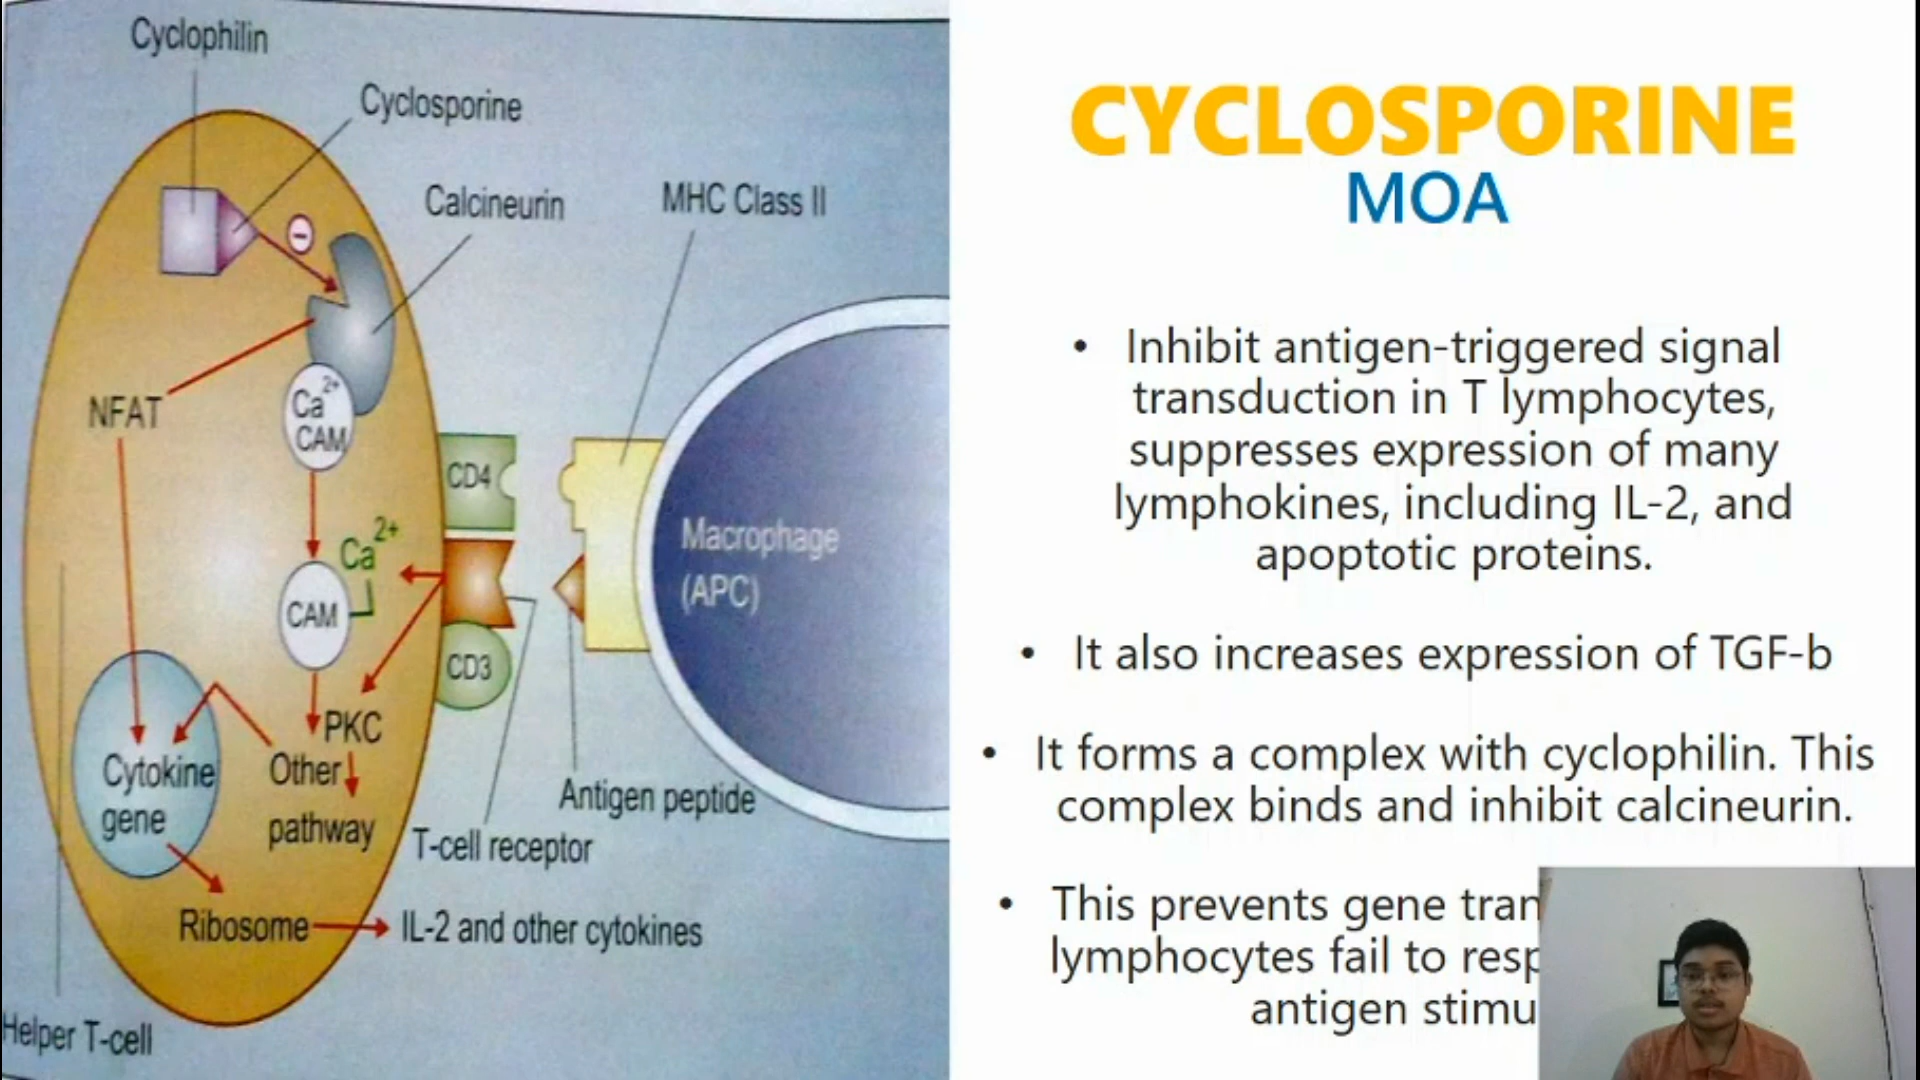 Cyclophilin
Cyclosporine
Calcineurin
MHC Class II
NFAT
Ca2+
CAM
CD4
Ca2+
CAM
CD3
Macrophage
(APC)
PKC
Cytokine
gene
Other
pathway
Antigen peptide
T-cell receptor
Ribosome
IL-2 and other cytokines
Helper T-cell
CYCLOSPORINE
MOA
• Inhibit antigen-triggered signal
transduction in T lymphocytes,
suppresses expression of many
lymphokines, including IL-2, and
apoptotic proteins.
• It also increases expression of TGF-b
• It forms a complex with cyclophilin. This
complex binds and inhibit calcineurin.
• This prevents gene tran
lymphocytes fail to resp
antigen stimu